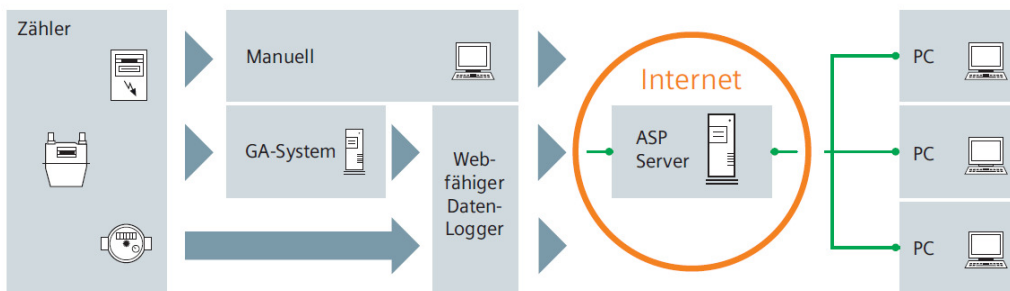 Zähler
Manuell
GA-System
Web-
fähiger
Daten-
Logger
Internet
ASP
Server
PC
PC
PC